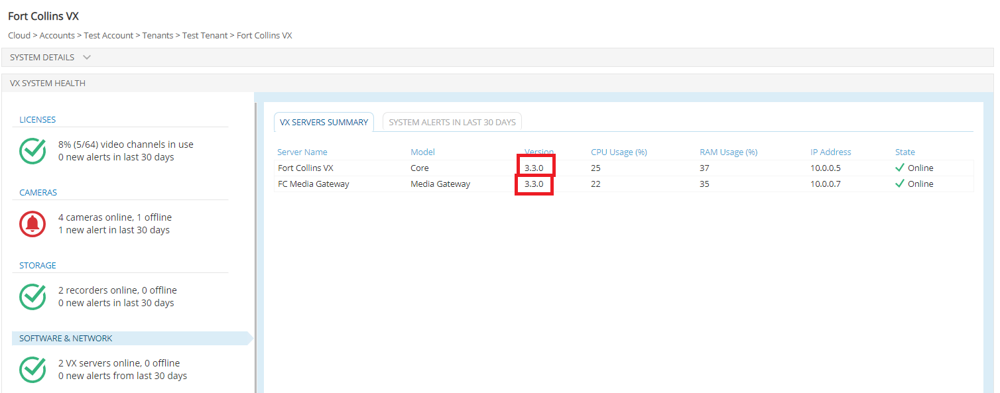 Fort Collins VX
Cloud > Accounts > Test Account > Tenants > Test Tenant > Fort Collins VX
SYSTEM DETAILS
VX SYSTEM HEALTH
LICENSES
8% (5/64) video channels in use
0 new alerts in last 30 days
CAMERAS
4 cameras online, 1 offline
1 new alert in last 30 days
STORAGE
2 recorders online, 0 offline
0 new alerts in last 30 days
SOFTWARE & NETWORK
2 VX servers online, 0 offline
0 new alerts from last 30 days
VX SERVERS SUMMARY SYSTEM ALERTS IN LAST 30 DAYS
Server Name Model Version CPU Usage (%) RAM Usage (%) IP Address State
Fort Collins VX Core 3.3.0 25 37 10.0.0.5 Online
FC Media Gateway Media Gateway 3.3.0 22 35 10.0.0.7 Online